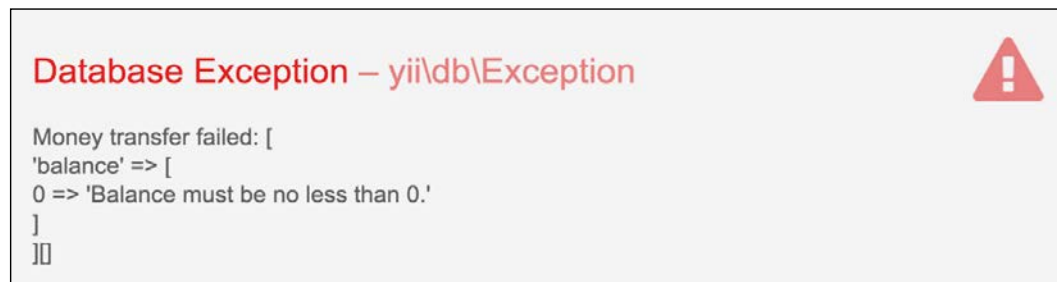 Database Exception – yii\db\Exception
Money transfer failed: [
'balance' => [
0 => 'Balance must be no less than 0.'
]
][]